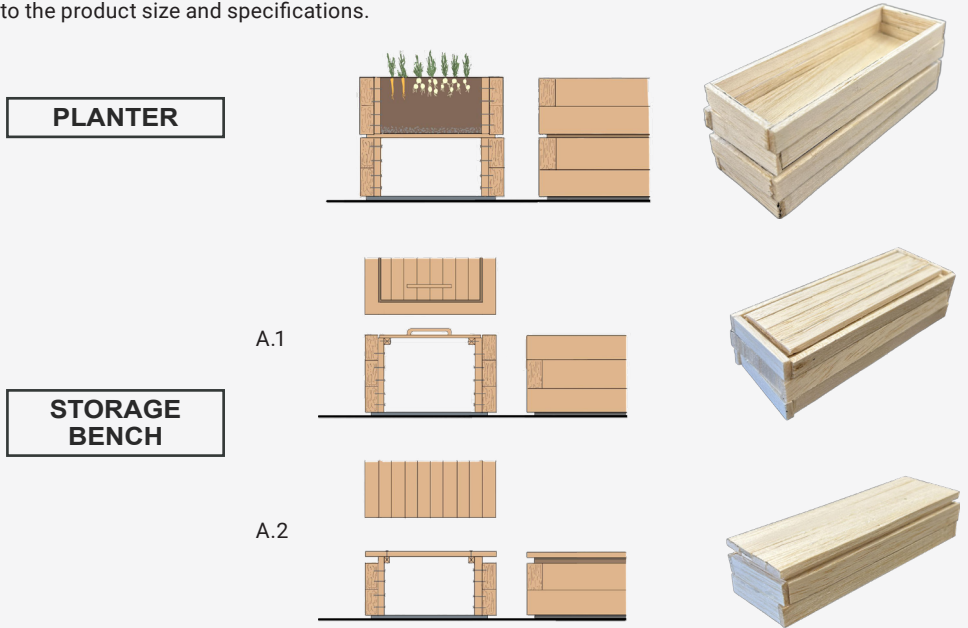 to the product size and specifications.
PLANTER
A.1
STORAGE
BENCH
A.2